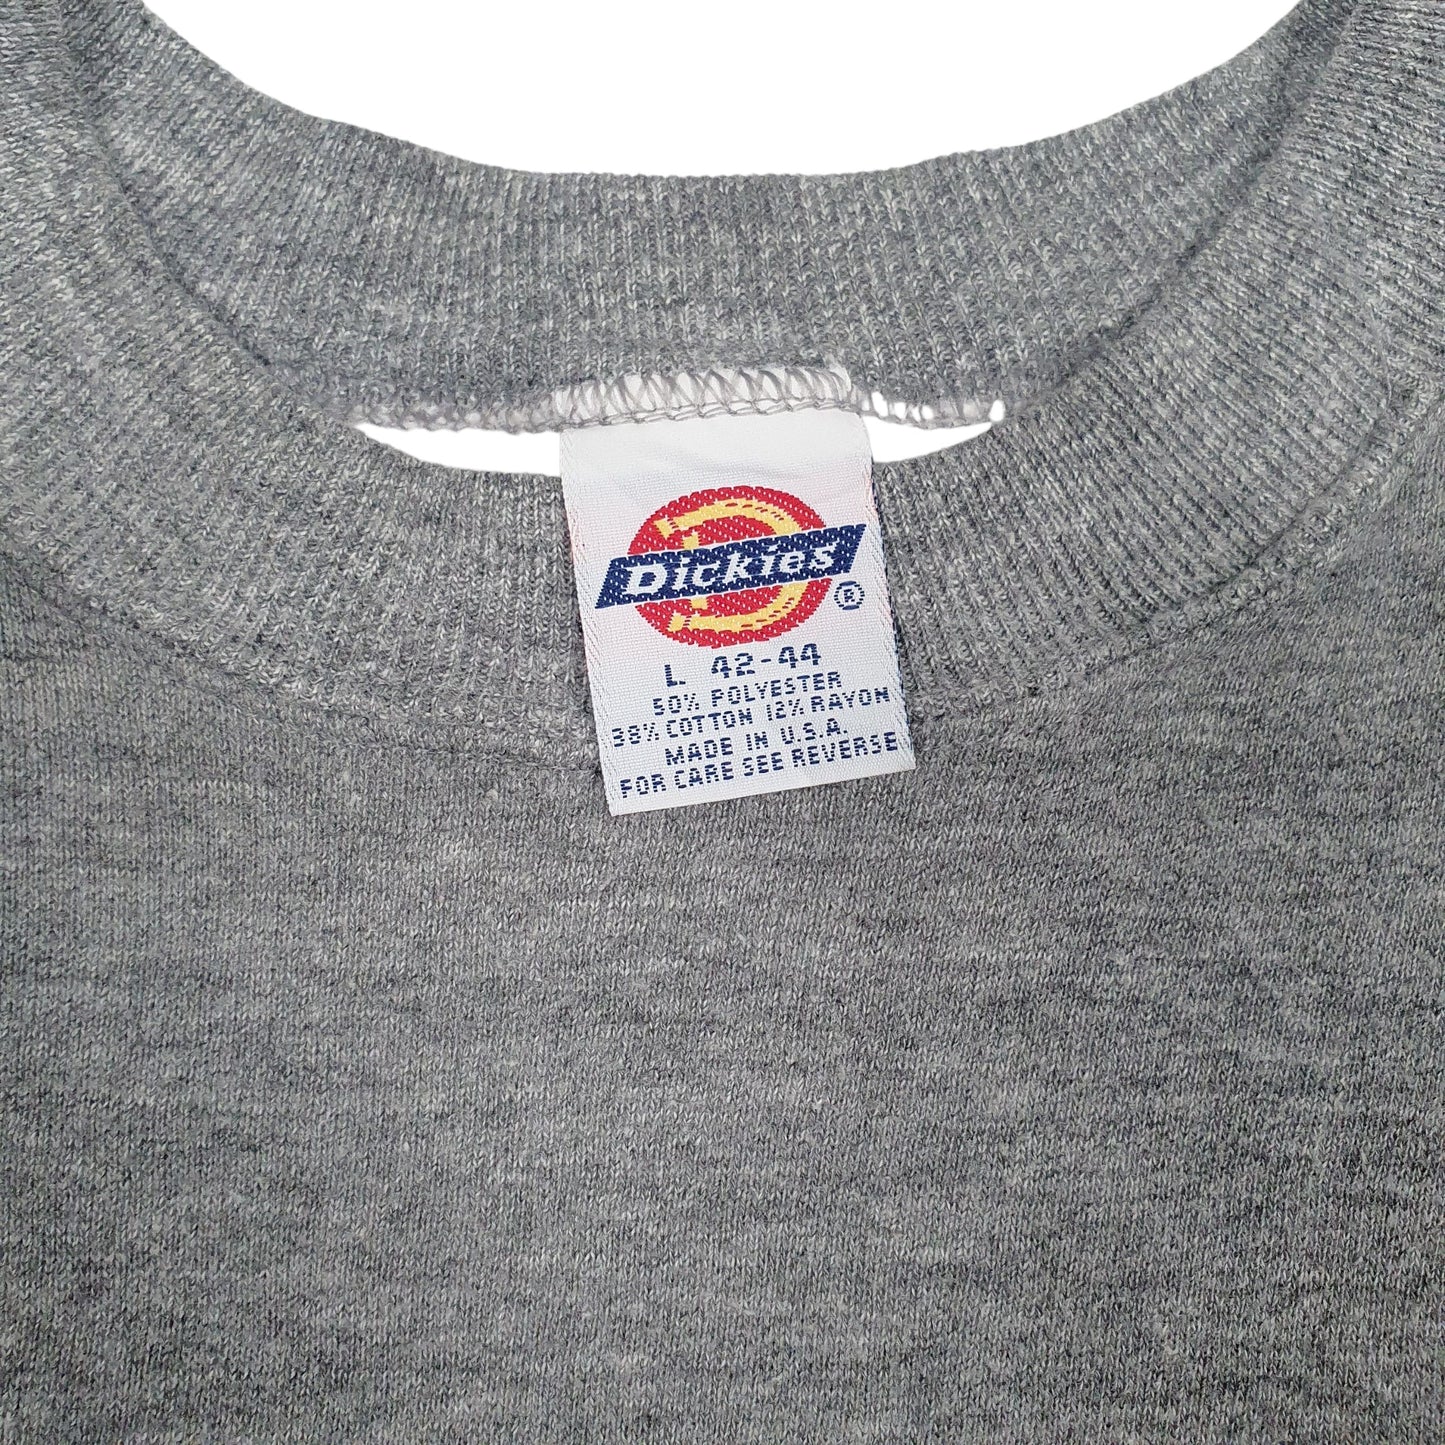 Dickies®
L 42-44
50% POLYESTER
38% COTTON 12% RAYON
MADE IN U.S.A.
FOR CARE SEE REVERSE